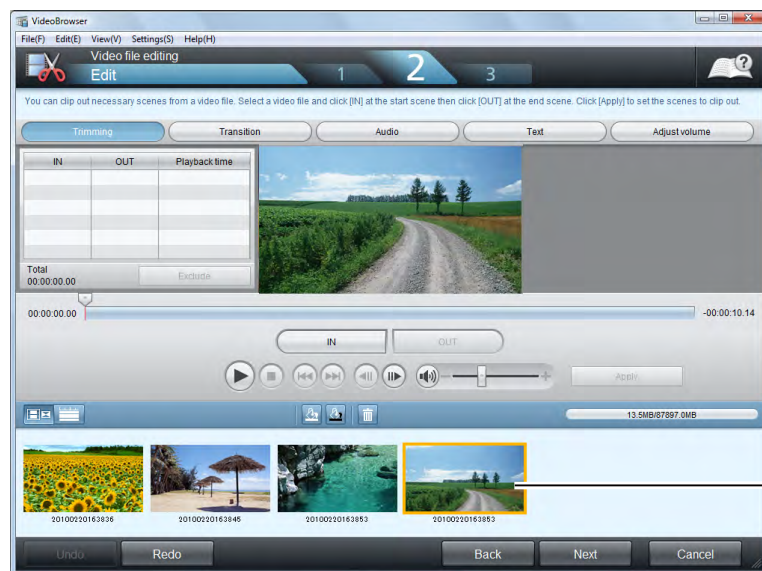 VideoBrowser
File(F) Edit(E) View(V) Settings(S) Help(H)
Video file editing
Edit
1 2 3
You can clip out necessary scenes from a video file. Select a video file and click [IN] at the start scene then click [OUT] at the end scene. Click [Apply] to set the scenes to clip out.
Trimming Transition Audio Text Adjust volume
IN OUT Playback time
Total
00:00:00.00
Exclude
00:00:00.00 -00:00:10.14
IN OUT
Apply
13.5MB/87897.0MB
20100220163836 20100220163845 20100220163853 20100220163853
Undo Redo Back Next Cancel